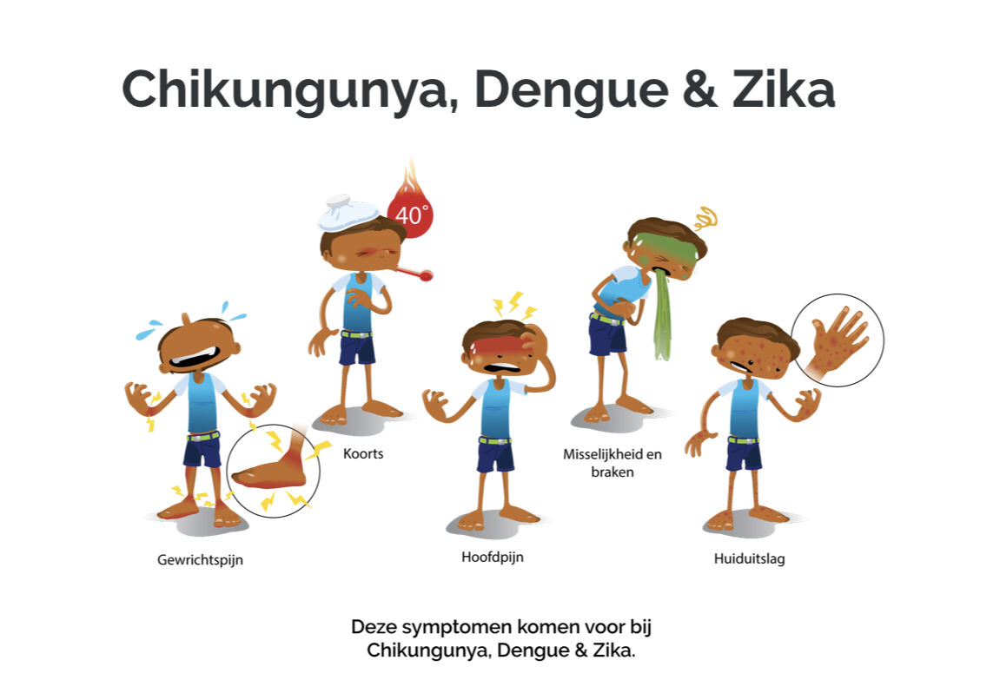 Chikungunya, Dengue & Zika
40°
Koorts
Misselijkheid en
braken
Gewrichtspijn
Hoofdpijn
Huiduitslag
Deze symptomen komen voor bij
Chikungunya, Dengue & Zika.